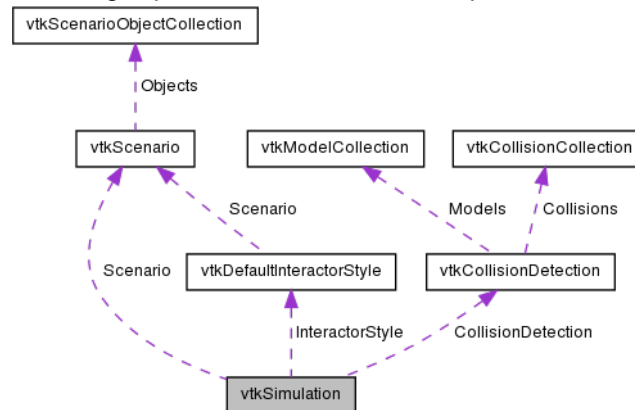 vtkScenarioObjectCollection
Objects
vtkScenario
vtkModelCollection
vtkCollisionCollection
Scenario
Models
Collisions
Scenario
vtkDefaultInteractorStyle
vtkCollisionDetection
InteractorStyle
CollisionDetection
vtkSimulation